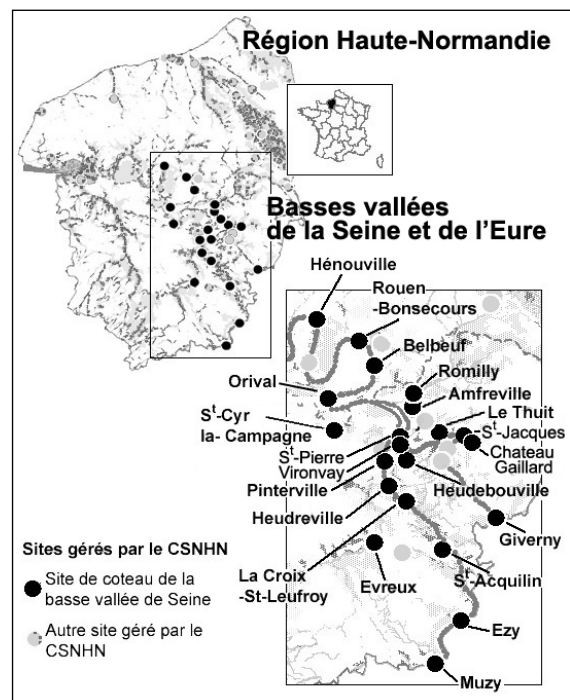 Région Haute-Normandie
Basses vallées
de la Seine et de l'Eure
Hénouville
Rouen
-Bonsecours
Belbeuf
Romilly
Amfreville
Orival
Le Thuit
St-Cyr
la- Campagne
St-Jacques
St-Pierre
Chateau
Gaillard
Vironvay
Pinterville
Heudebouville
Heudreville
Giverny
La Croix
-St-Leufroy
Evreux
St-Acquilin
Ezy
Muzy
Sites gérés par le CSNHN
Site de coteau de la
basse vallée de Seine
Autre site géré par le
CSNHN